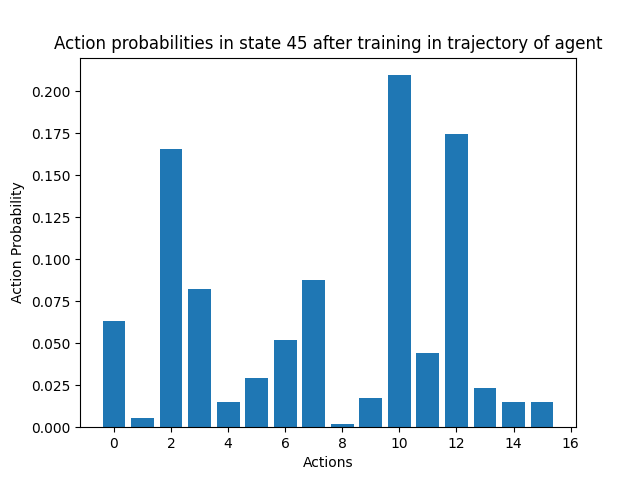 Action probabilities in state 45 after training in trajectory of agent
0.200
0.175
0.150
0.125
0.100
0.075
0.050
0.025
0.000
Action Probability
0 2 4 6 8 10 12 14 16
Actions